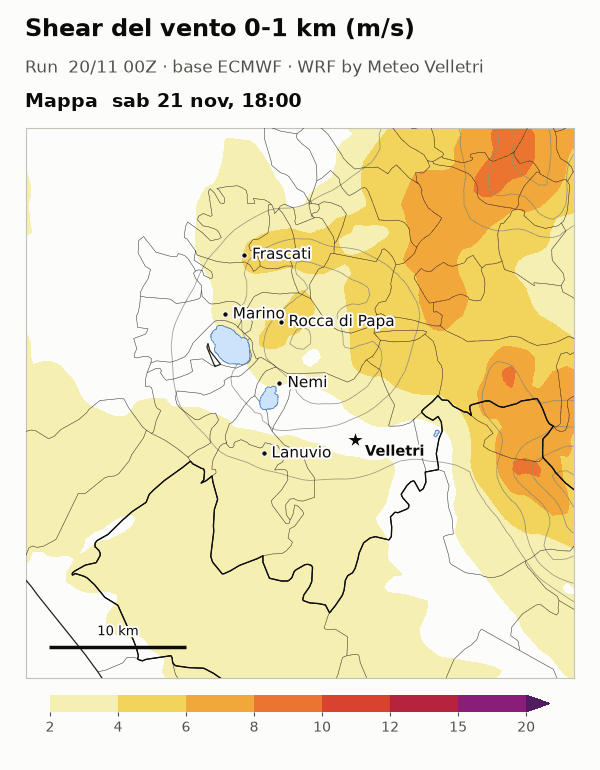 Shear del vento 0-1 km (m/s)
Run  20/11 00Z · base ECMWF · WRF by Meteo Velletri
Mappa  sab 21 nov, 18:00
Frascati
Marino
Rocca di Papa
Nemi
Velletri
Lanuvio
10 km
2 4 6 8 10 12 15 20